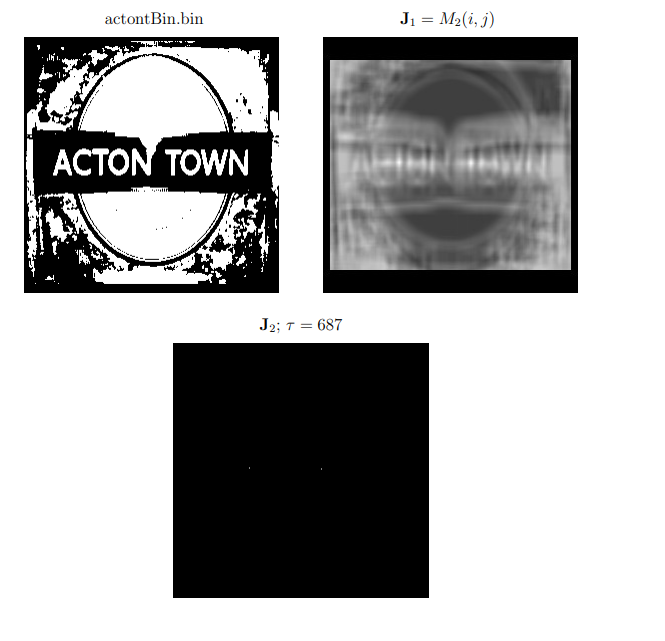 actontBin.bin
J₁ = M₂(i, j)
ACTON TOWN
J₂; τ = 687